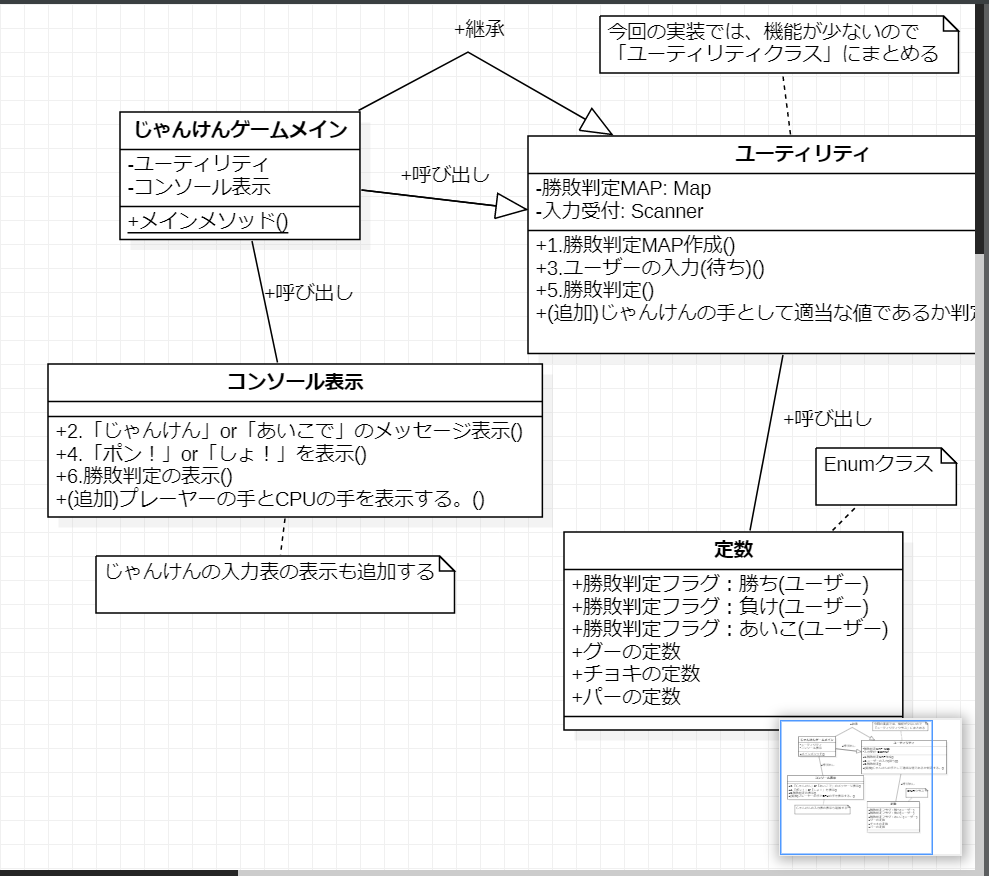 +継承
今回の実装では、機能が少ないので
「ユーティリティクラス」にまとめる
じゃんけんゲームメイン
-ユーティリティ
-コンソール表示
+メインメソッド()
+呼び出し
ユーティリティ
-勝敗判定MAP: Map
-入力受付: Scanner
+1.勝敗判定MAP作成()
+3.ユーザーの入力(待ち)()
+5.勝敗判定()
+(追加)じゃんけんの手として適当な値であるか判定
+呼び出し
コンソール表示
+2.「じゃんけん」or「あいこで」のメッセージ表示()
+4.「ポン！」or「しょ！」を表示()
+6.勝敗判定の表示()
+(追加)プレーヤーの手とCPUの手を表示する。()
じゃんけんの入力表の表示も追加する
+呼び出し
Enumクラス
定数
+勝敗判定フラグ：勝ち(ユーザー)
+勝敗判定フラグ：負け(ユーザー)
+勝敗判定フラグ：あいこ(ユーザー)
+グーの定数
+チョキの定数
+パーの定数